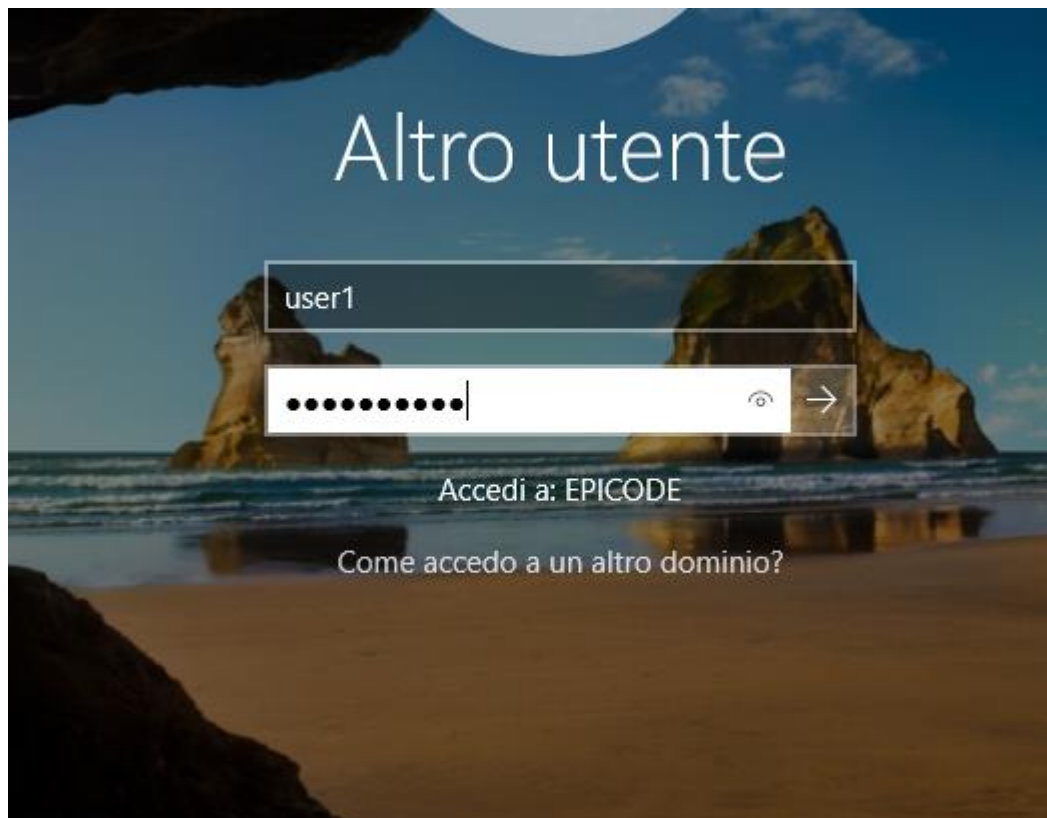 Altro utente
user1
●●●●●●●●●●
Accedi a: EPICODE
Come accedo a un altro dominio?